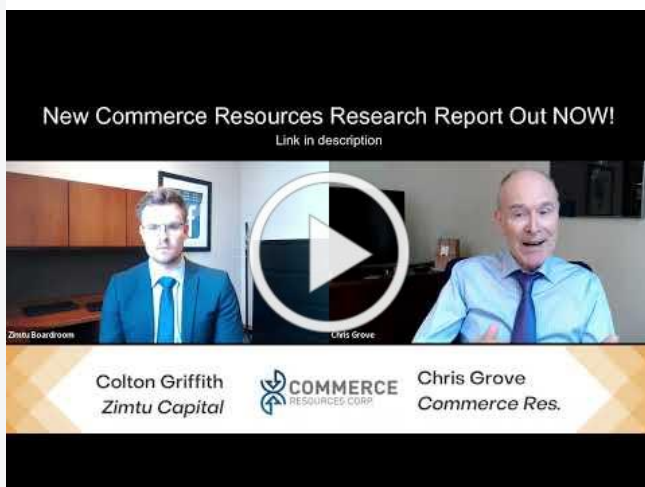 New Commerce Resources Research Report Out NOW!
Link in description
Zimtu Boardroom
Chris Grove
Colton Griffith
Zimtu Capital
COMMERCE
RESOURCES CORP.
Chris Grove
Commerce Res.